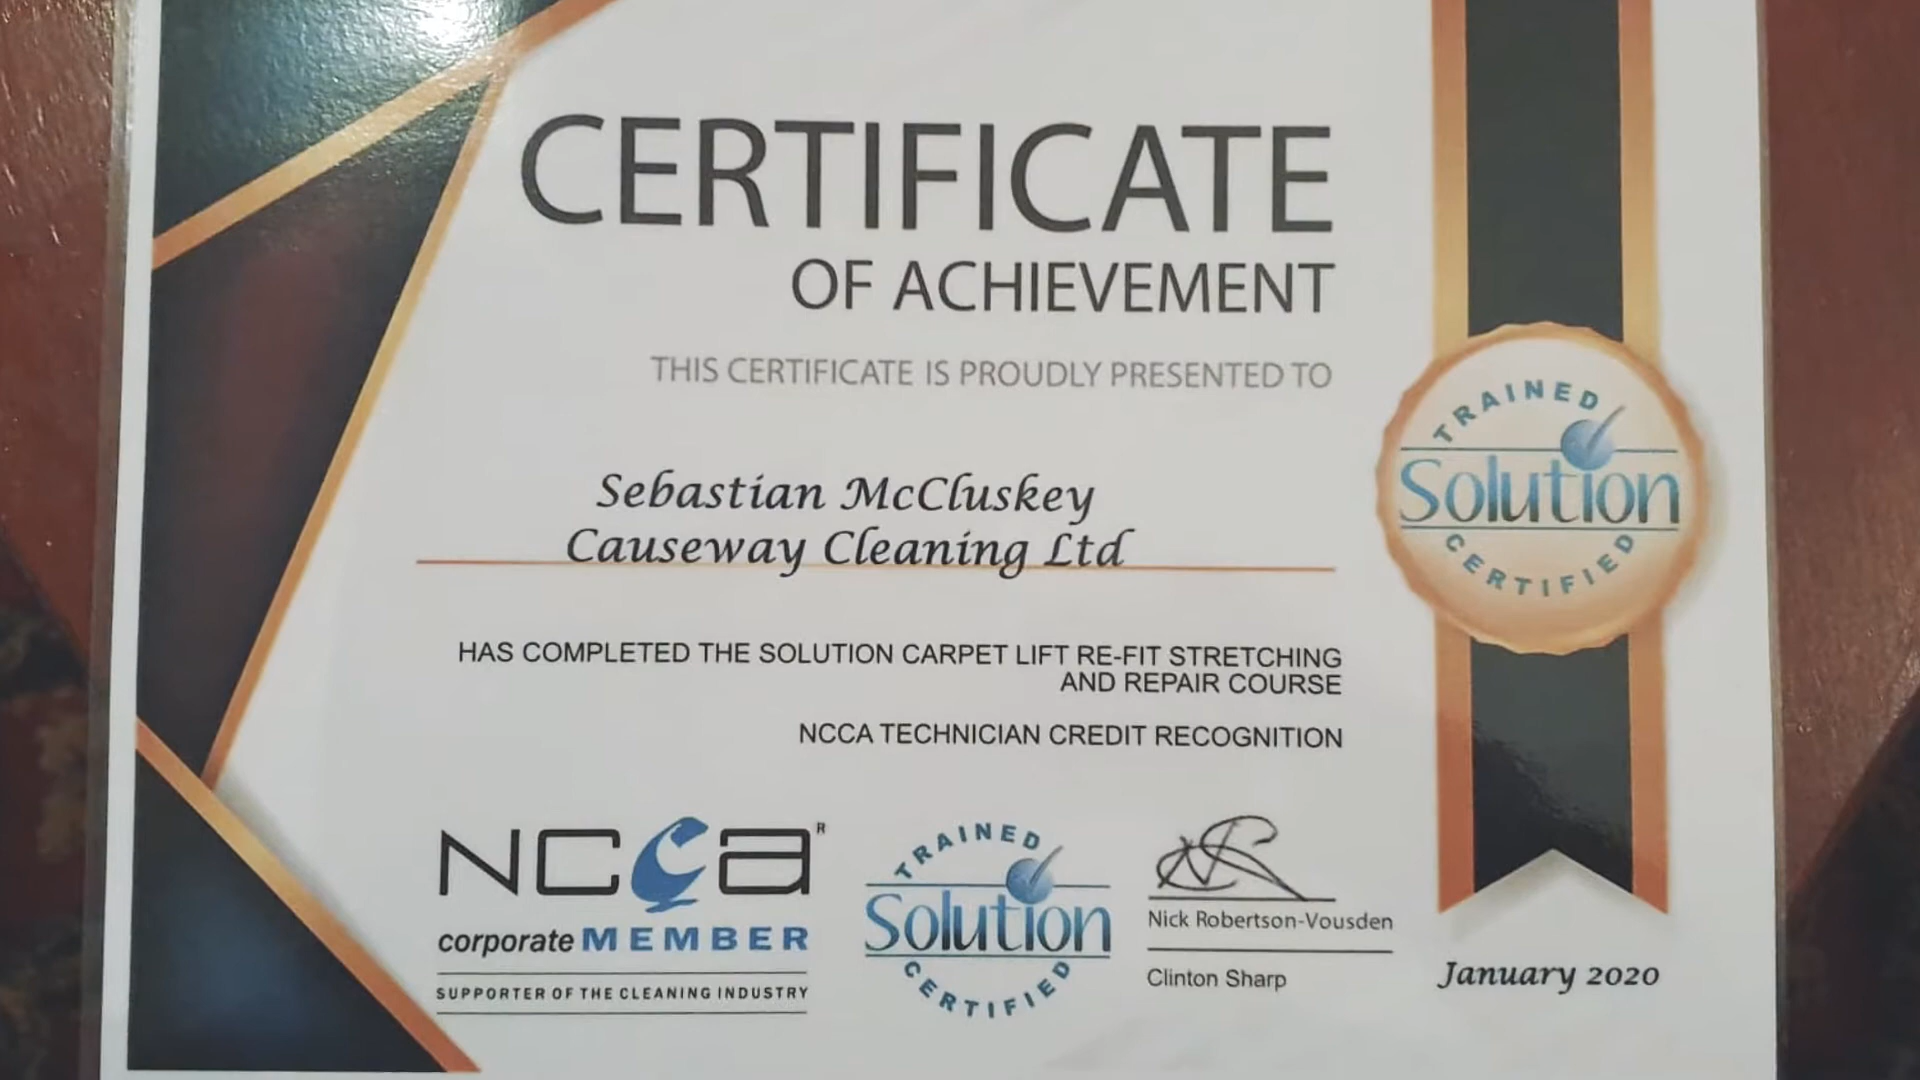 CERTIFICATE
OF ACHIEVEMENT
THIS CERTIFICATE IS PROUDLY PRESENTED TO
Sebastian McCluskey
Causeway Cleaning Ltd
HAS COMPLETED THE SOLUTION CARPET LIFT RE-FIT STRETCHING
AND REPAIR COURSE
NCCA TECHNICIAN CREDIT RECOGNITION
TRAINED
Solution
CERTIFIED
ncca R
corporate MEMBER
SUPPORTER OF THE CLEANING INDUSTRY
TRAINED
Solution
CERTIFIED
Nick Robertson-Vousden
Clinton Sharp
January 2020